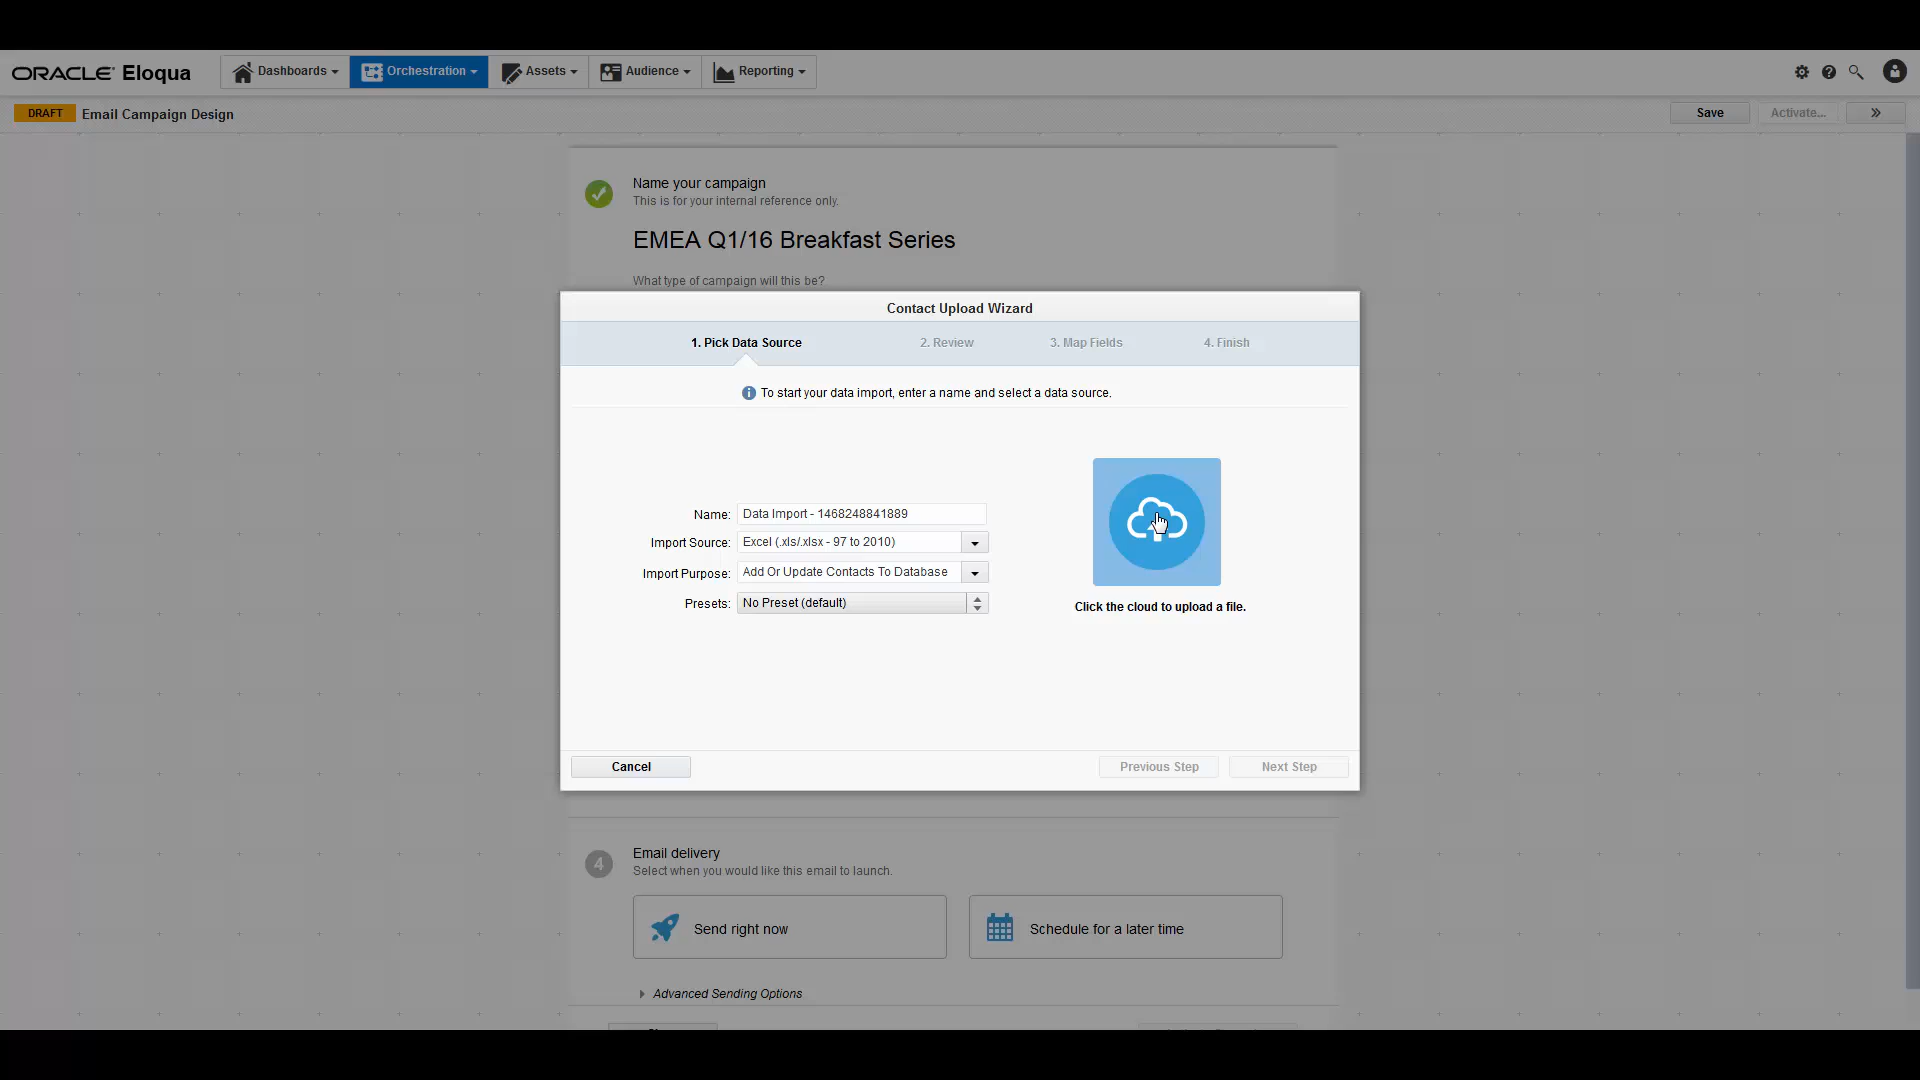 ORACLE Eloqua
Dashboards
Orchestration
Assets
Audience
Reporting
DRAFT
Email Campaign Design
Save
Activate...
Name your campaign
This is for your internal reference only.
EMEA Q1/16 Breakfast Series
What type of campaign will this be?
Contact Upload Wizard
1. Pick Data Source
2. Review
3. Map Fields
4. Finish
To start your data import, enter a name and select a data source.
Name: Data Import - 1468248841889
Import Source: Excel (.xls/.xlsx - 97 to 2010)
Import Purpose: Add Or Update Contacts To Database
Presets: No Preset (default)
Click the cloud to upload a file.
Cancel
Previous Step
Next Step
4
Email delivery
Select when you would like this email to launch.
Send right now
Schedule for a later time
Advanced Sending Options